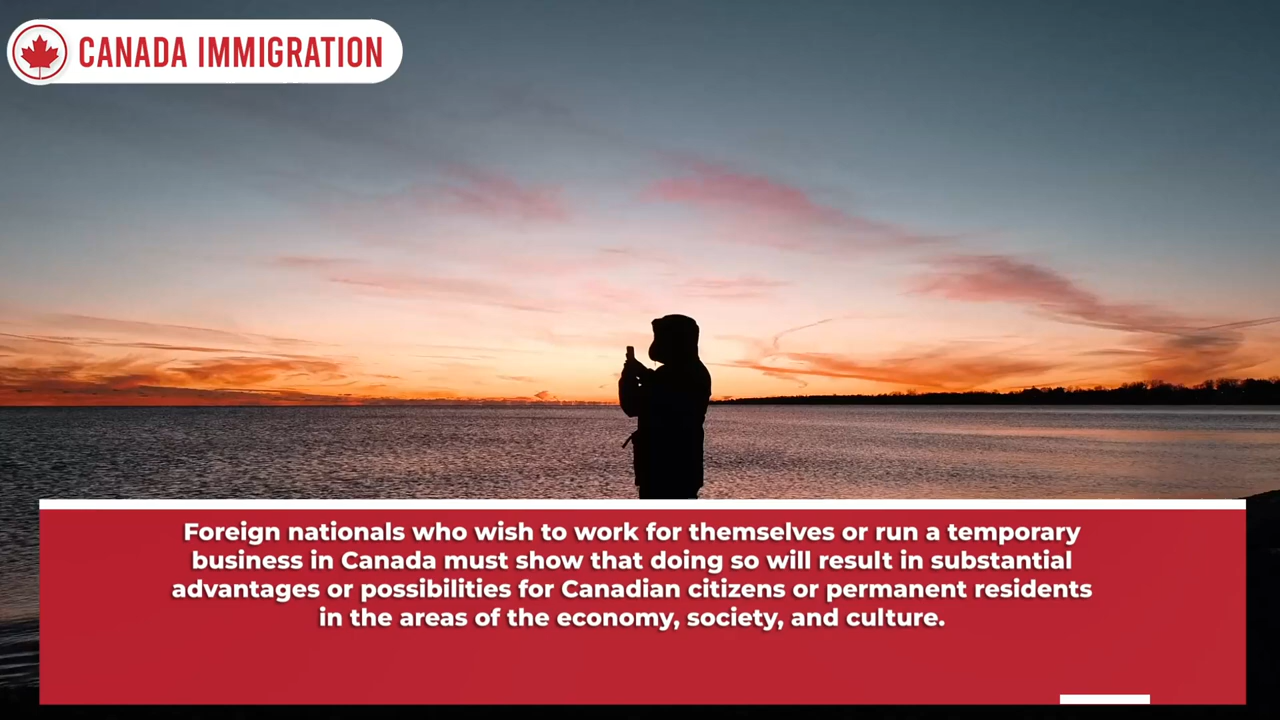 CANADA IMMIGRATION
Foreign nationals who wish to work for themselves or run a temporary
business in Canada must show that doing so will result in substantial
advantages or possibilities for Canadian citizens or permanent residents
in the areas of the economy, society, and culture.